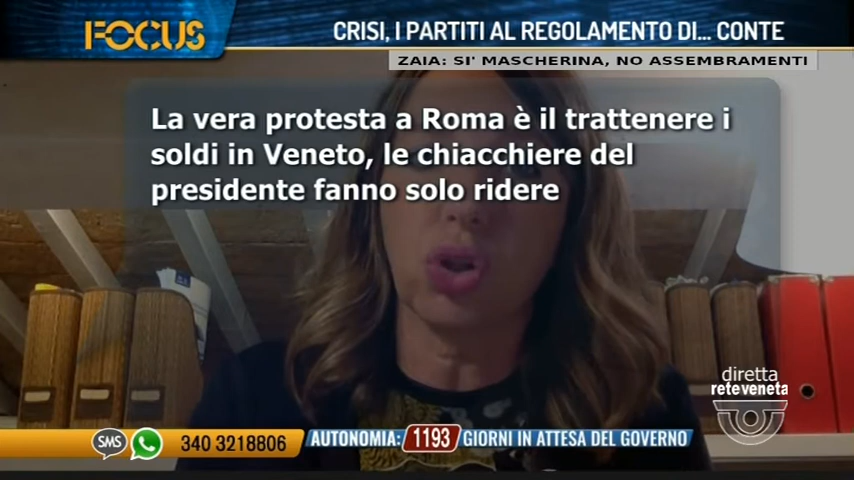 FOCUS
CRISI, I PARTITI AL REGOLAMENTO DI... CONTE
ZAIA: SI' MASCHERINA, NO ASSEMBRAMENTI
La vera protesta a Roma è il trattenere i
soldi in Veneto, le chiacchiere del
presidente fanno solo ridere
diretta
reteveneta
SMS
340 3218806
AUTONOMIA: 1193 GIORNI IN ATTESA DEL GOVERNO